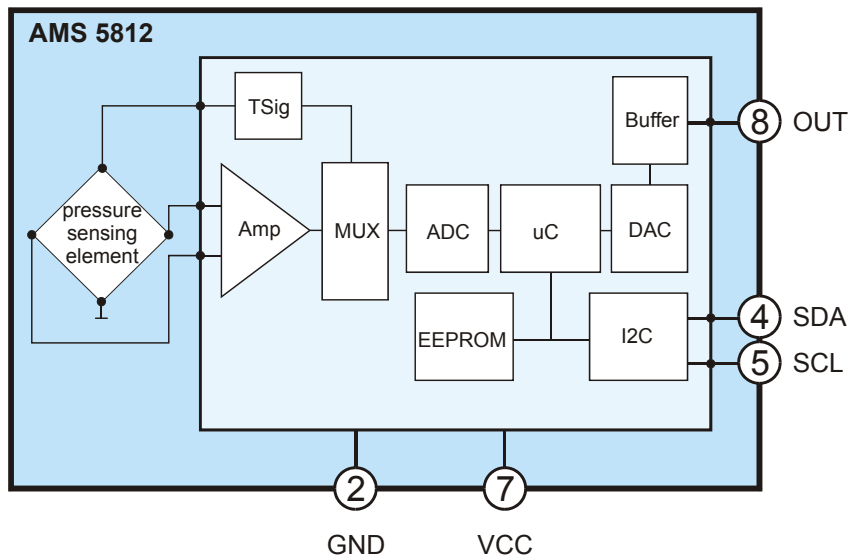 AMS 5812
TSig
Buffer
8 OUT
pressure
sensing
element
Amp
MUX
ADC
uC
DAC
EEPROM
I2C
4 SDA
5 SCL
2
7
GND
VCC